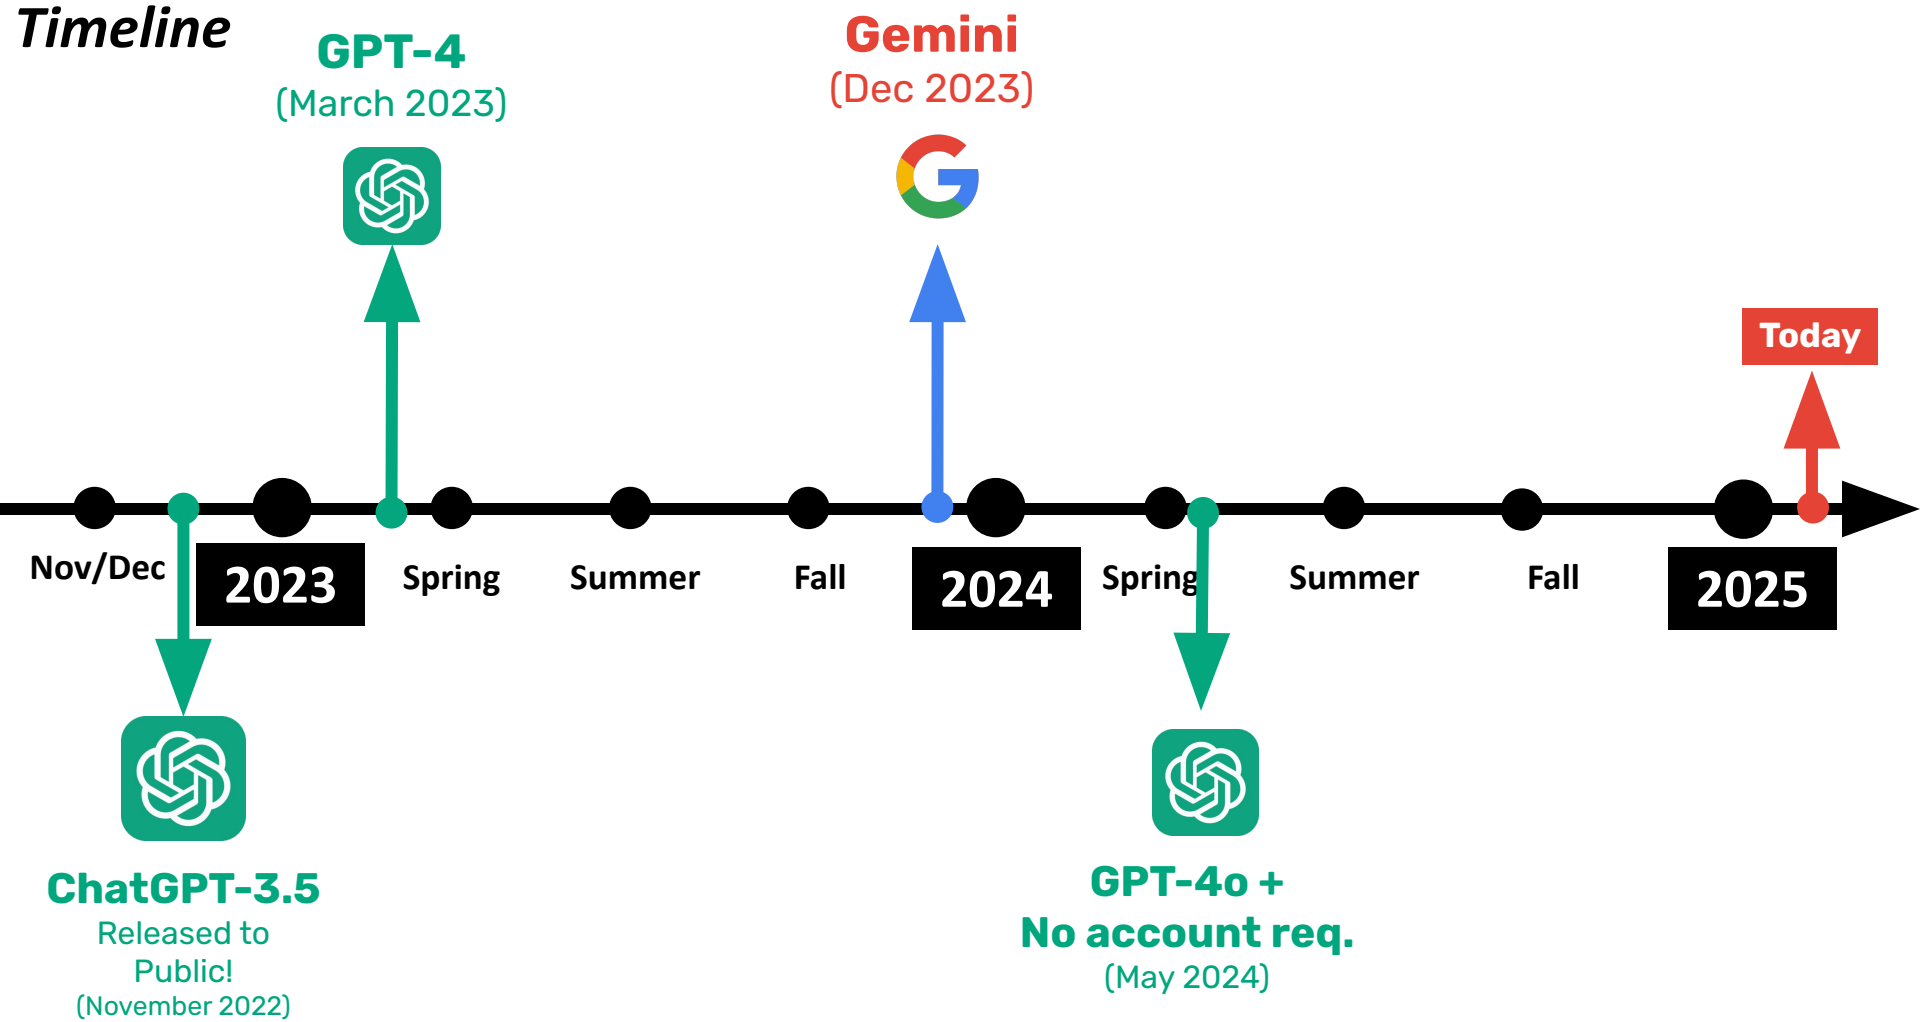 Timeline
GPT-4
(March 2023)
Gemini
(Dec 2023)
Today
Nov/Dec
2023
Spring
Summer
Fall
2024
Spring
Summer
Fall
2025
ChatGPT-3.5
Released to
Public!
(November 2022)
GPT-4o +
No account req.
(May 2024)